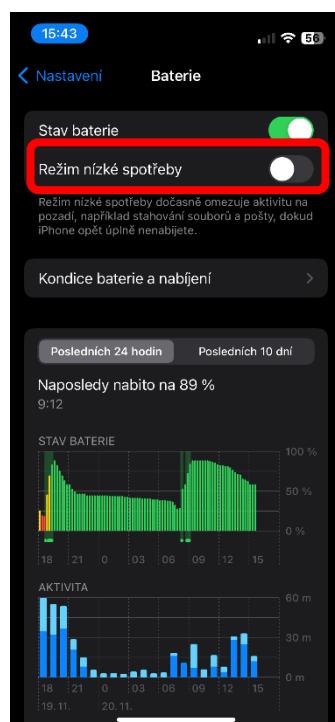 15:43
56
Nastavení
Baterie
Stav baterie
Režim nízké spotřeby
Režim nízké spotřeby dočasně omezuje aktivitu na
pozadí, například stahování souborů a pošty, dokud
iPhone opět úplně nenabijete.
Kondice baterie a nabíjení
Posledních 24 hodin
Posledních 10 dní
Naposledy nabito na 89 %
9:12
STAV BATERIE
100 %
50 %
0 %
18 21 0 03 06 09 12 15
AKTIVITA
60 m
30 m
0 m
18 21 0 03 06 09 12 15
19. 11. 20. 11.